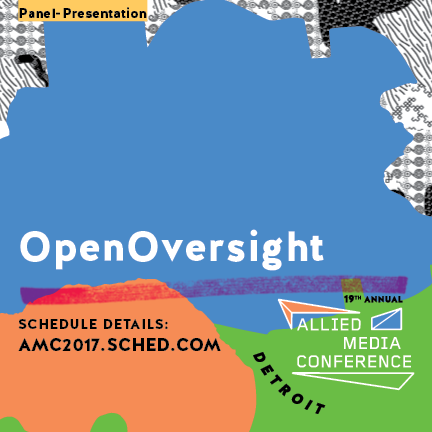 Panel- Presentation
OpenOversight
19TH ANNUAL
SCHEDULE DETAILS:
AMC2017.SCHED.COM
ALLIED
MEDIA
CONFERENCE
DETROIT